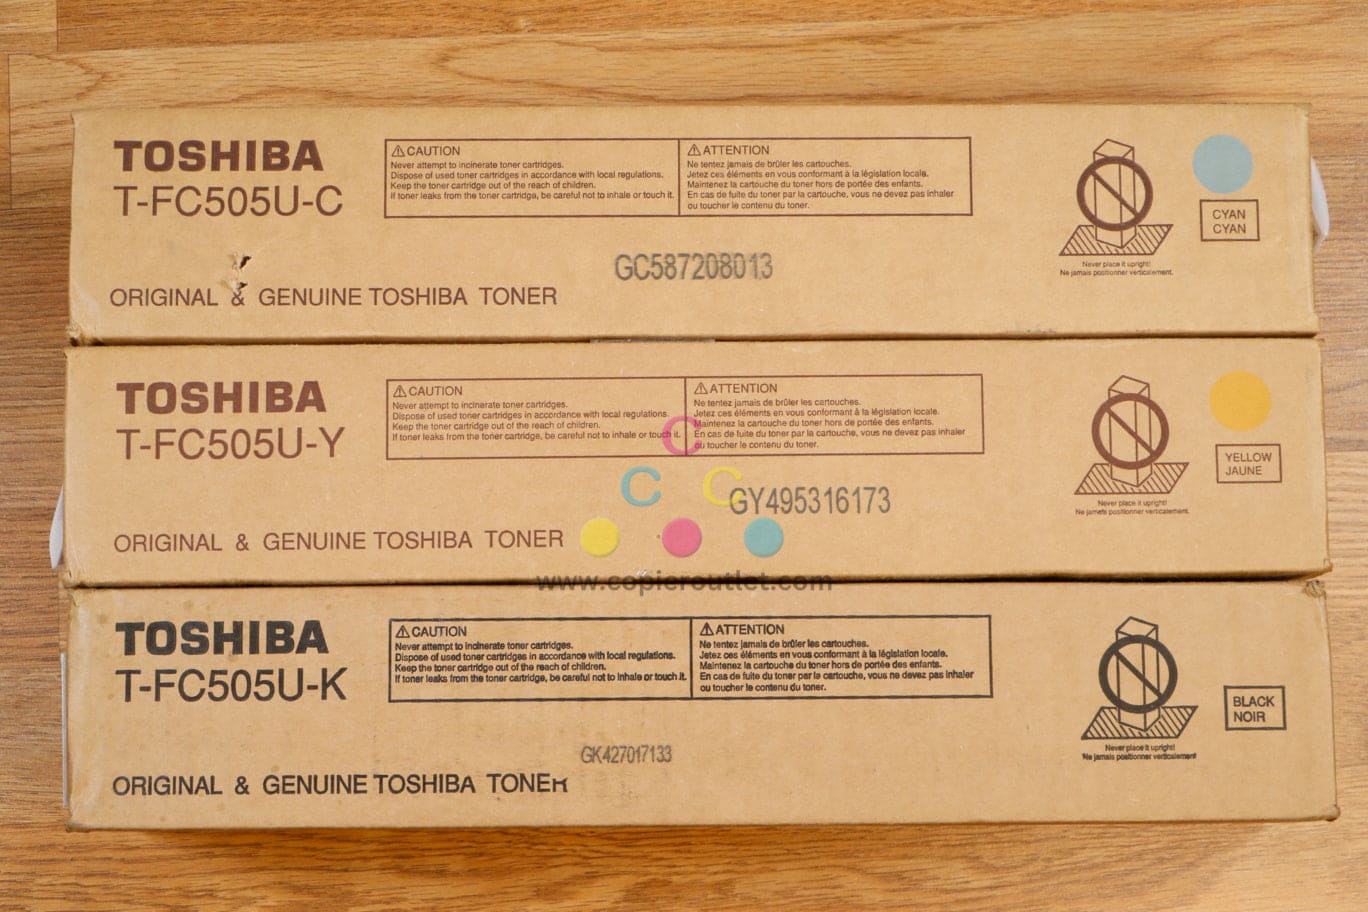 TOSHIBA
T-FC505U-C
⚠CAUTION
Never attempt to incinerate toner cartridges.
Dispose of used toner cartridges in accordance with local regulations.
Keep the toner cartridge out of the reach of children.
If toner leaks from the toner cartridge, be careful not to inhale or touch it.
⚠ATTENTION
Ne tentez jamais de brûler les cartouches.
Jetez ces éléments en vous conformant à la législation locale.
Maintenez la cartouche du toner hors de portée des enfants.
En cas de fuite du toner par la cartouche, vous ne devez pas inhaler
ou toucher le contenu du toner.
Never place it upright!
Ne jamais positionner verticalement.
CYAN
CYAN
GC587208013
ORIGINAL & GENUINE TOSHIBA TONER
TOSHIBA
T-FC505U-Y
⚠CAUTION
Never attempt to incinerate toner cartridges.
Dispose of used toner cartridges in accordance with local regulations.
Keep the toner cartridge out of the reach of children.
If toner leaks from the toner cartridge, be careful not to inhale or touch it.
⚠ATTENTION
Ne tentez jamais de brûler les cartouches.
Jetez ces éléments en vous conformant à la législation locale.
Maintenez la cartouche du toner hors de portée des enfants.
En cas de fuite du toner par la cartouche, vous ne devez pas inhaler
ou toucher le contenu du toner.
Never place it upright!
Ne jamais positionner verticalement.
YELLOW
JAUNE
C
C C
GY495316173
ORIGINAL & GENUINE TOSHIBA TONER
www.copieroutlet.com
TOSHIBA
T-FC505U-K
⚠CAUTION
Never attempt to incinerate toner cartridges.
Dispose of used toner cartridges in accordance with local regulations.
Keep the toner cartridge out of the reach of children.
If toner leaks from the toner cartridge, be careful not to inhale or touch it.
⚠ATTENTION
Ne tentez jamais de brûler les cartouches.
Jetez ces éléments en vous conformant à la législation locale.
Maintenez la cartouche du toner hors de portée des enfants.
En cas de fuite du toner par la cartouche, vous ne devez pas inhaler
ou toucher le contenu du toner.
Never place it upright!
Ne jamais positionner verticalement
BLACK
NOIR
GK427017133
ORIGINAL & GENUINE TOSHIBA TONER